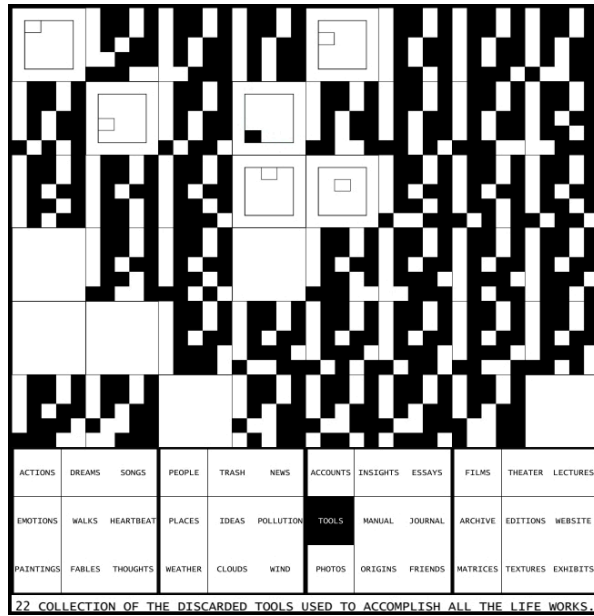 ACTIONS DREAMS SONGS PEOPLE TRASH NEWS ACCOUNTS INSIGHTS ESSAYS FILMS THEATER LECTURES
EMOTIONS WALKS HEARTBEAT PLACES IDEAS POLLUTION TOOLS MANUAL JOURNAL ARCHIVE EDITIONS WEBSITE
PAINTINGS FABLES THOUGHTS WEATHER CLOUDS WIND PHOTOS ORIGINS FRIENDS MATRICES TEXTURES EXHIBITS
22 COLLECTION OF THE DISCARDED TOOLS USED TO ACCOMPLISH ALL THE LIFE WORKS.